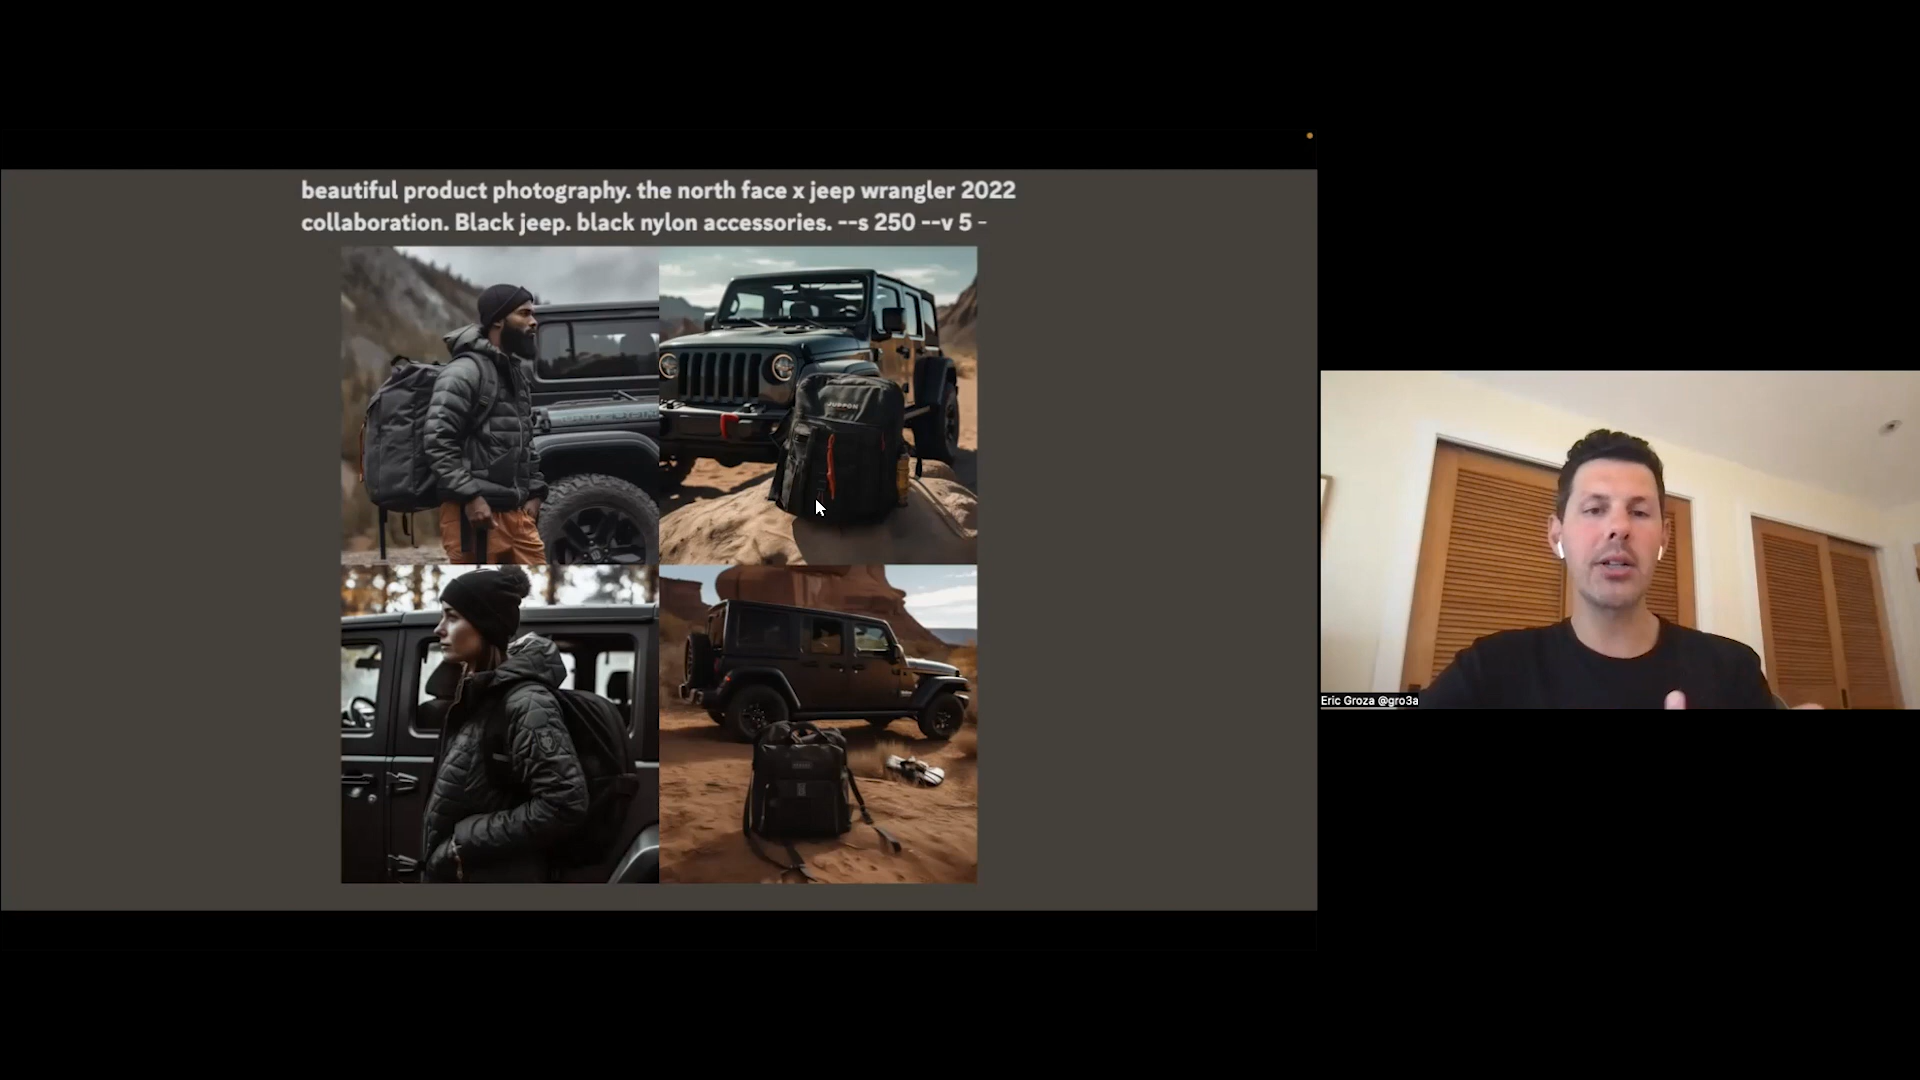 beautiful product photography. the north face x jeep wrangler 2022
collaboration. Black jeep. black nylon accessories. --s 250 --v 5 -
Eric Groza @gro3a